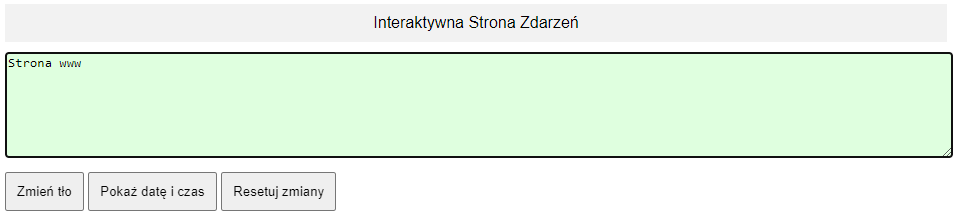 Interaktywna Strona Zdarzeń
Strona www
Zmień tło Pokaż datę i czas Resetuj zmiany